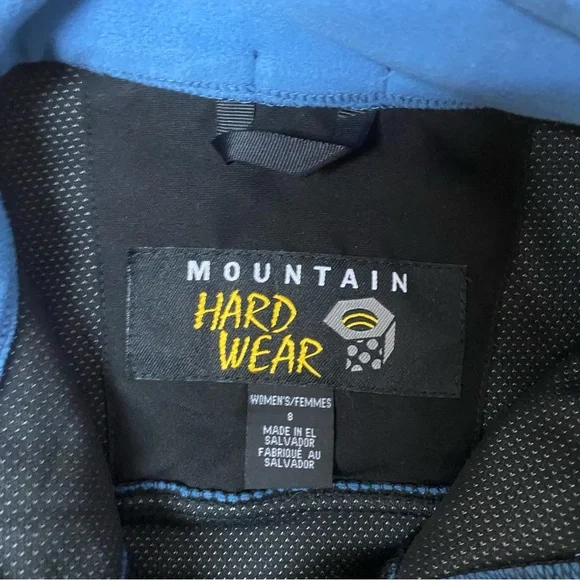 MOUNTAIN
HARD
WEAR
WOMEN'S/FEMMES
8
MADE IN EL
SALVADOR
FABRIQUÉ AU
SALVADOR